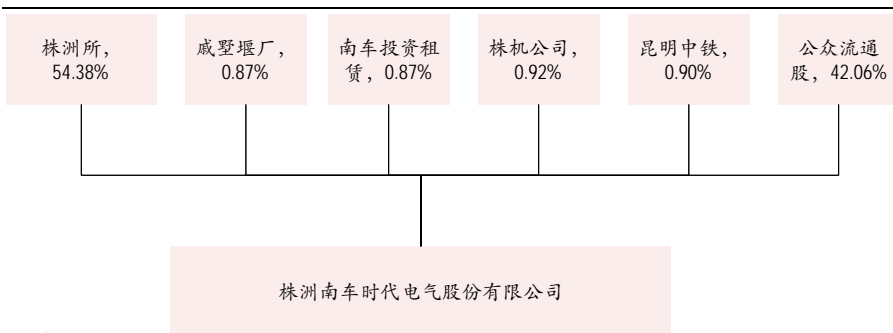 株洲所，
54.38%
戚墅堰厂，
0.87%
南车投资租
赁，0.87%
株机公司，
0.92%
昆明中铁，
0.90%
公众流通
股，42.06%
株洲南车时代电气股份有限公司